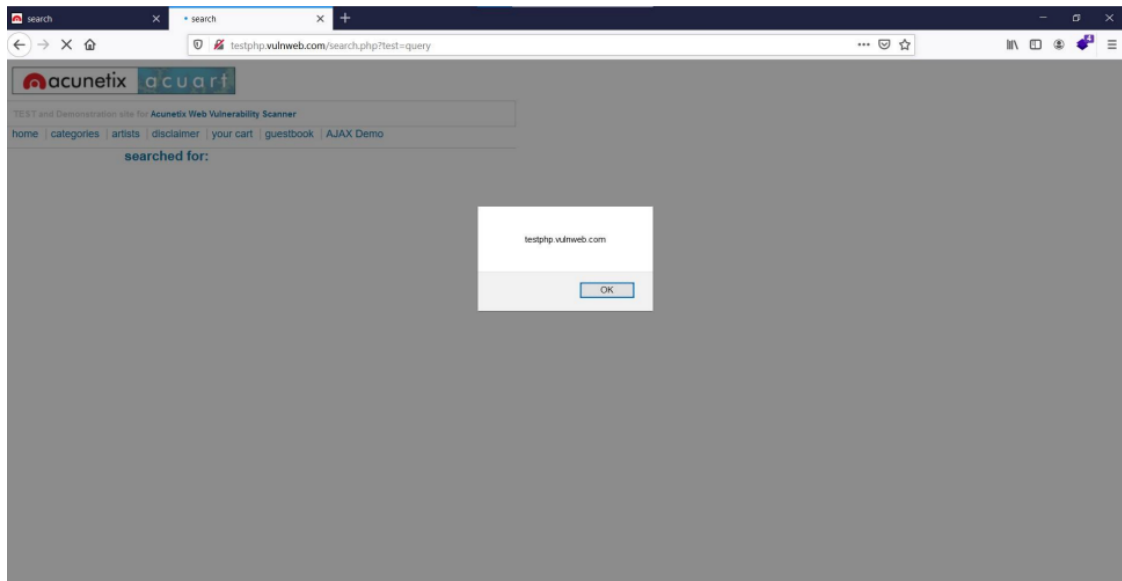 search
search
testphp.vulnweb.com/search.php?test=query
4
acunetix acuart
TEST and Demonstration site for Acunetix Web Vulnerability Scanner
home | categories | artists | disclaimer | your cart | guestbook | AJAX Demo
searched for:
testphp.vulnweb.com
OK